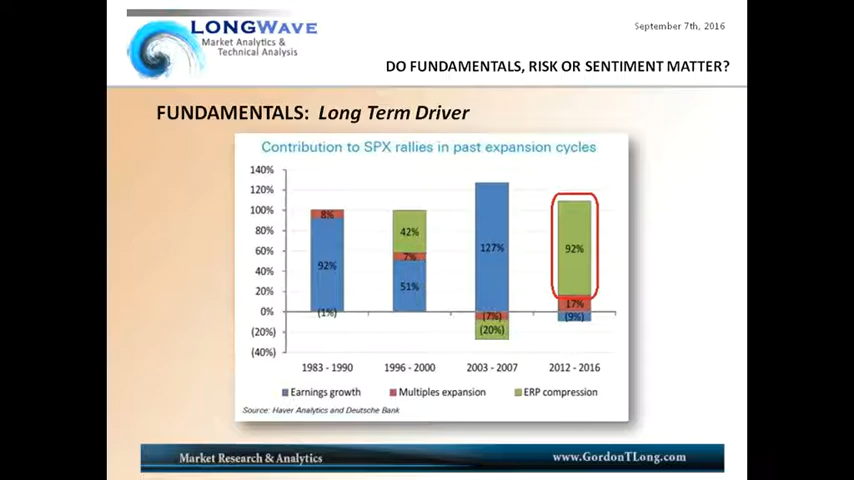 LONGWave
Market Analytics &
Technical Analysis
September 7th, 2016
DO FUNDAMENTALS, RISK OR SENTIMENT MATTER?
FUNDAMENTALS: Long Term Driver
Contribution to SPX rallies in past expansion cycles
140%
120%
100%
80%
60%
40%
20%
0%
(20%)
(40%)
8%
92%
(1%)
42%
7%
51%
127%
(7%)
(20%)
92%
17%
(9%)
1983 - 1990
1996 - 2000
2003 - 2007
2012 - 2016
Earnings growth
Multiples expansion
ERP compression
Source: Haver Analytics and Deutsche Bank
Market Research & Analytics
www.GordonTLong.com